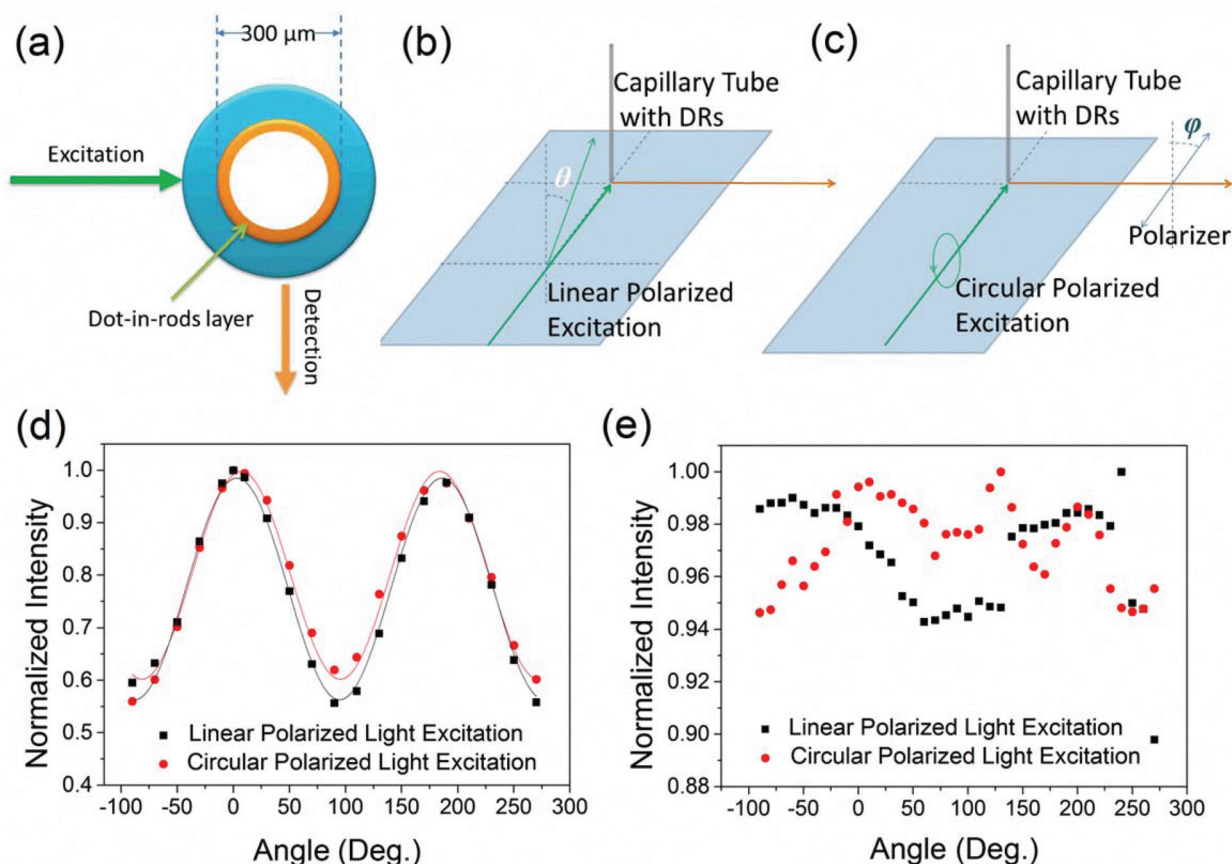 (a)
300 μm
Excitation
Dot-in-rods layer
Detection
(b)
Capillary Tube
with DRs
θ
Linear Polarized
Excitation
(c)
Capillary Tube
with DRs
φ
Polarizer
Circular Polarized
Excitation
(d)
Normalized Intensity
1.0
0.9
0.8
0.7
0.6
0.5
0.4
Linear Polarized Light Excitation
Circular Polarized Light Excitation
-100 -50 0 50 100 150 200 250 300
Angle (Deg.)
(e)
Normalized Intensity
1.00
0.98
0.96
0.94
0.92
0.90
0.88
Linear Polarized Light Excitation
Circular Polarized Light Excitation
-100 -50 0 50 100 150 200 250 300
Angle (Deg.)